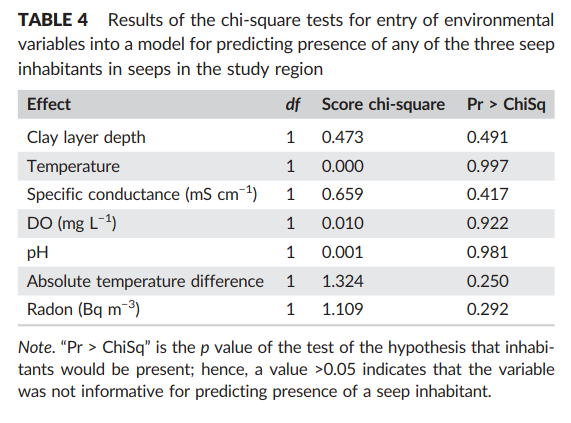 TABLE 4 Results of the chi-square tests for entry of environmental
variables into a model for predicting presence of any of the three seep
inhabitants in seeps in the study region
Effect df Score chi-square Pr > ChiSq
Clay layer depth 1 0.473 0.491
Temperature 1 0.000 0.997
Specific conductance (mS cm⁻¹) 1 0.659 0.417
DO (mg L⁻¹) 1 0.010 0.922
pH 1 0.001 0.981
Absolute temperature difference 1 1.324 0.250
Radon (Bq m⁻³) 1 1.109 0.292
Note. “Pr > ChiSq” is the p value of the test of the hypothesis that inhabi-
tants would be present; hence, a value >0.05 indicates that the variable
was not informative for predicting presence of a seep inhabitant.